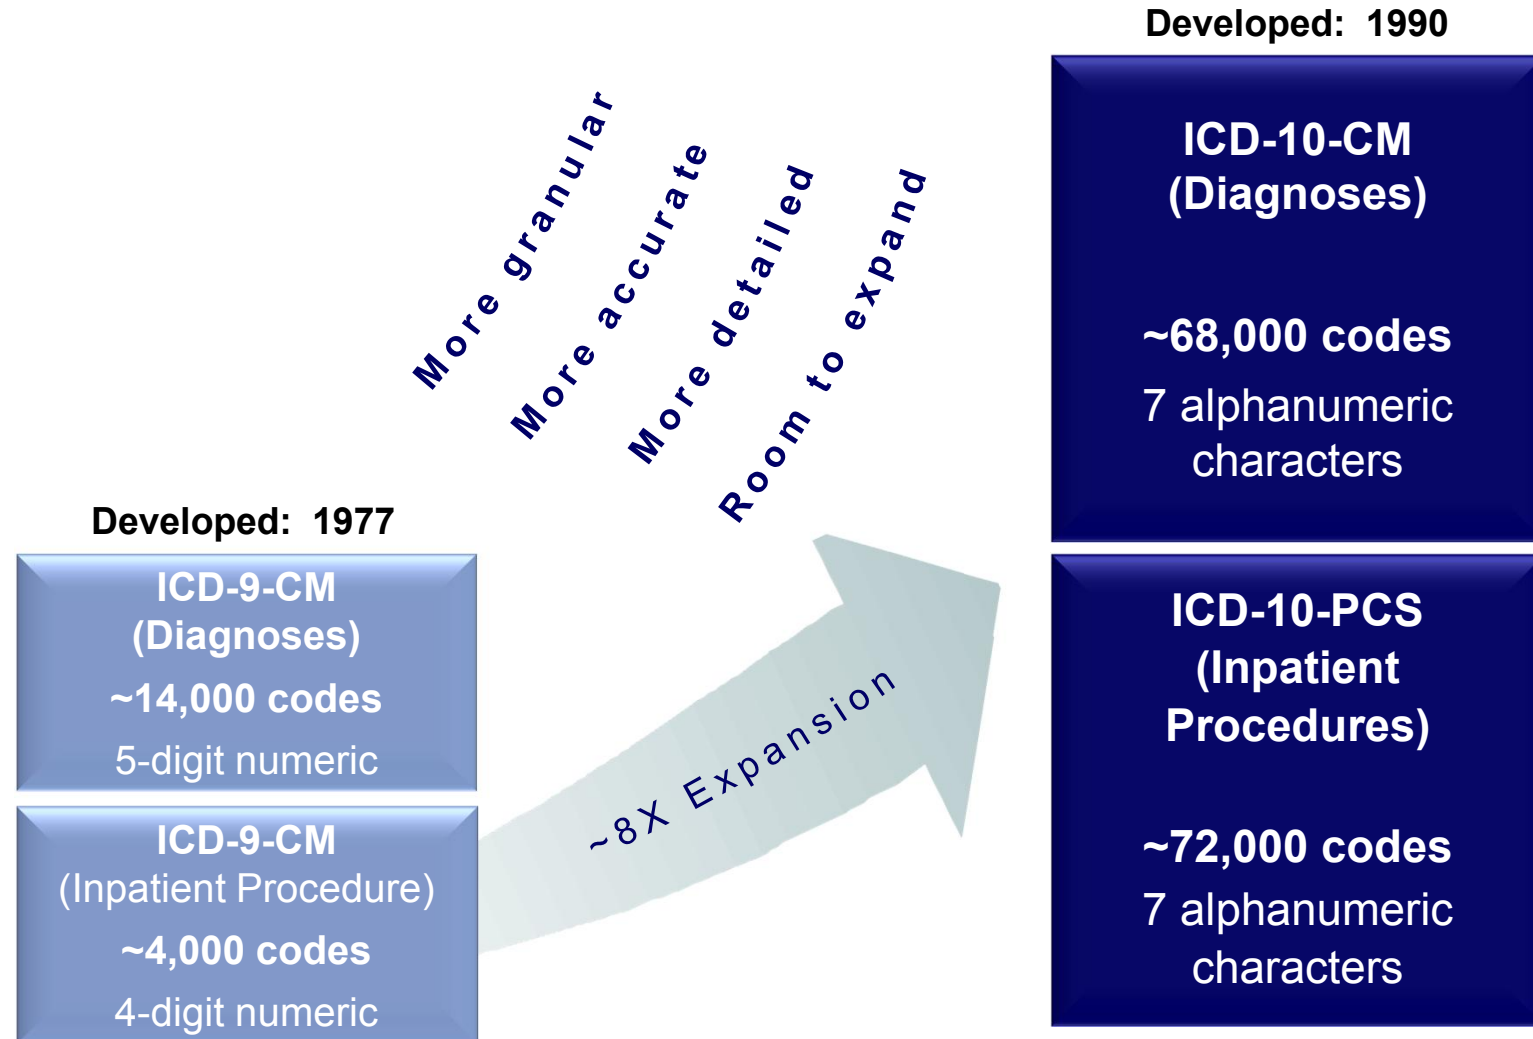 Developed: 1990
ICD-10-CM
(Diagnoses)
~68,000 codes
7 alphanumeric
characters
More granular
More accurate
More detailed
Room to expand
Developed: 1977
ICD-9-CM
(Diagnoses)
~14,000 codes
5-digit numeric
ICD-9-CM
(Inpatient Procedure)
~4,000 codes
4-digit numeric
~8X Expansion
ICD-10-PCS
(Inpatient
Procedures)
~72,000 codes
7 alphanumeric
characters